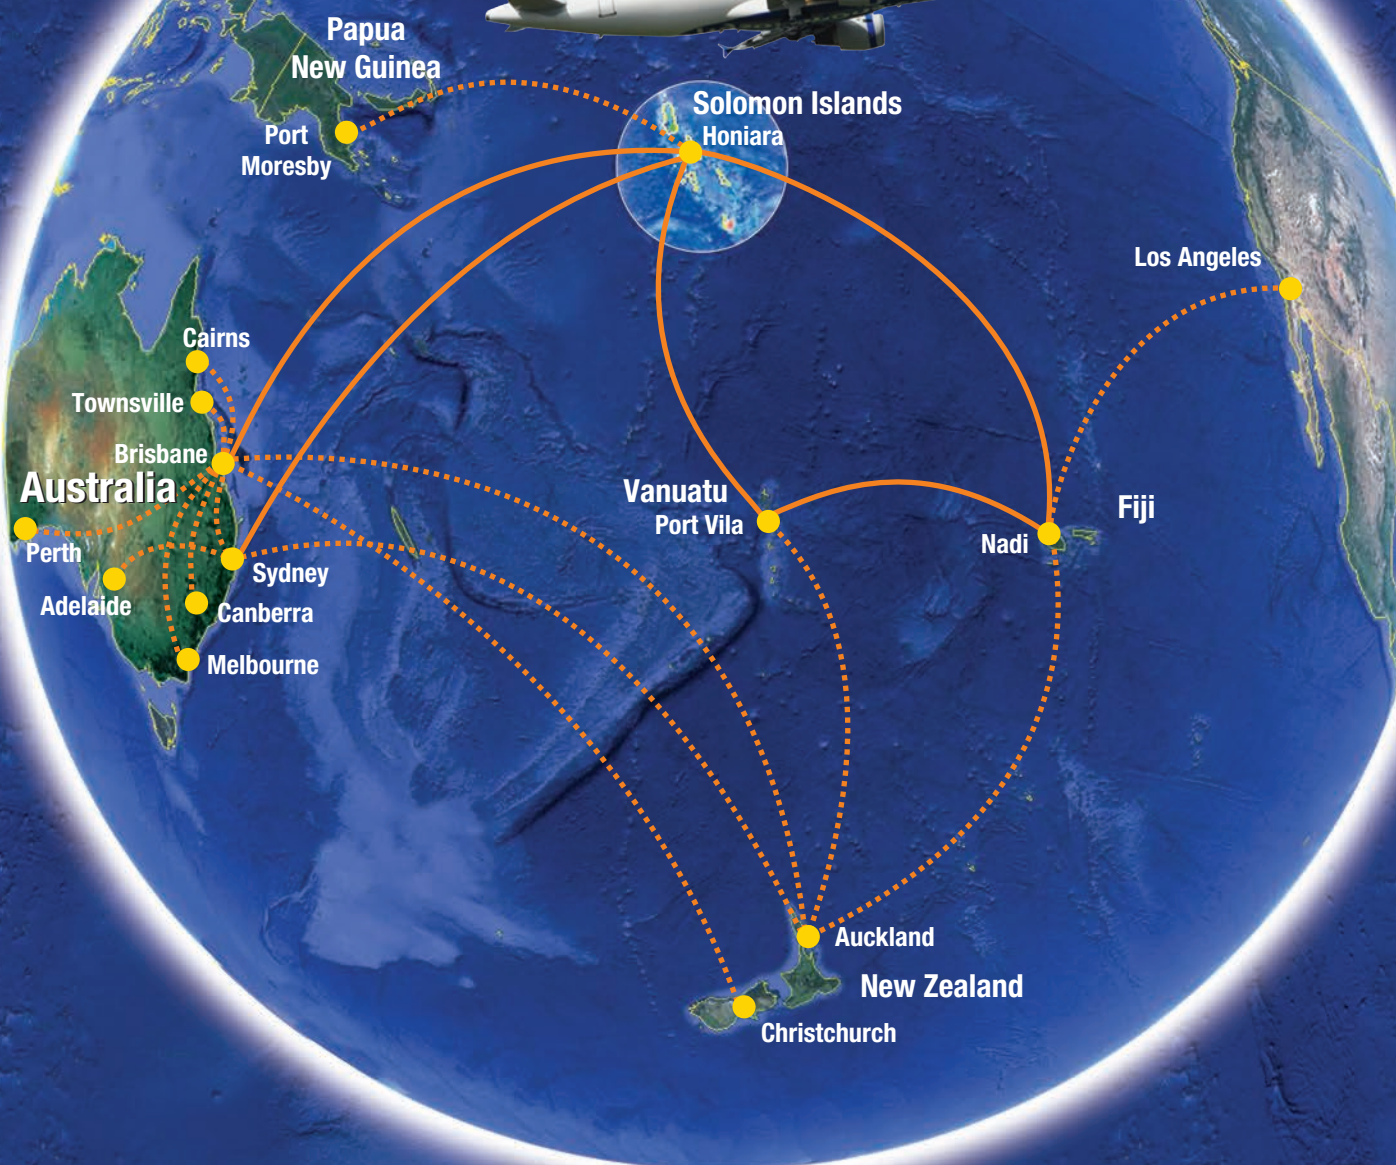 Papua
New Guinea
Port
Moresby
Solomon Islands
Honiara
Los Angeles
Cairns
Townsville
Brisbane
Australia
Perth
Adelaide
Sydney
Canberra
Melbourne
Vanuatu
Port Vila
Fiji
Nadi
Auckland
New Zealand
Christchurch